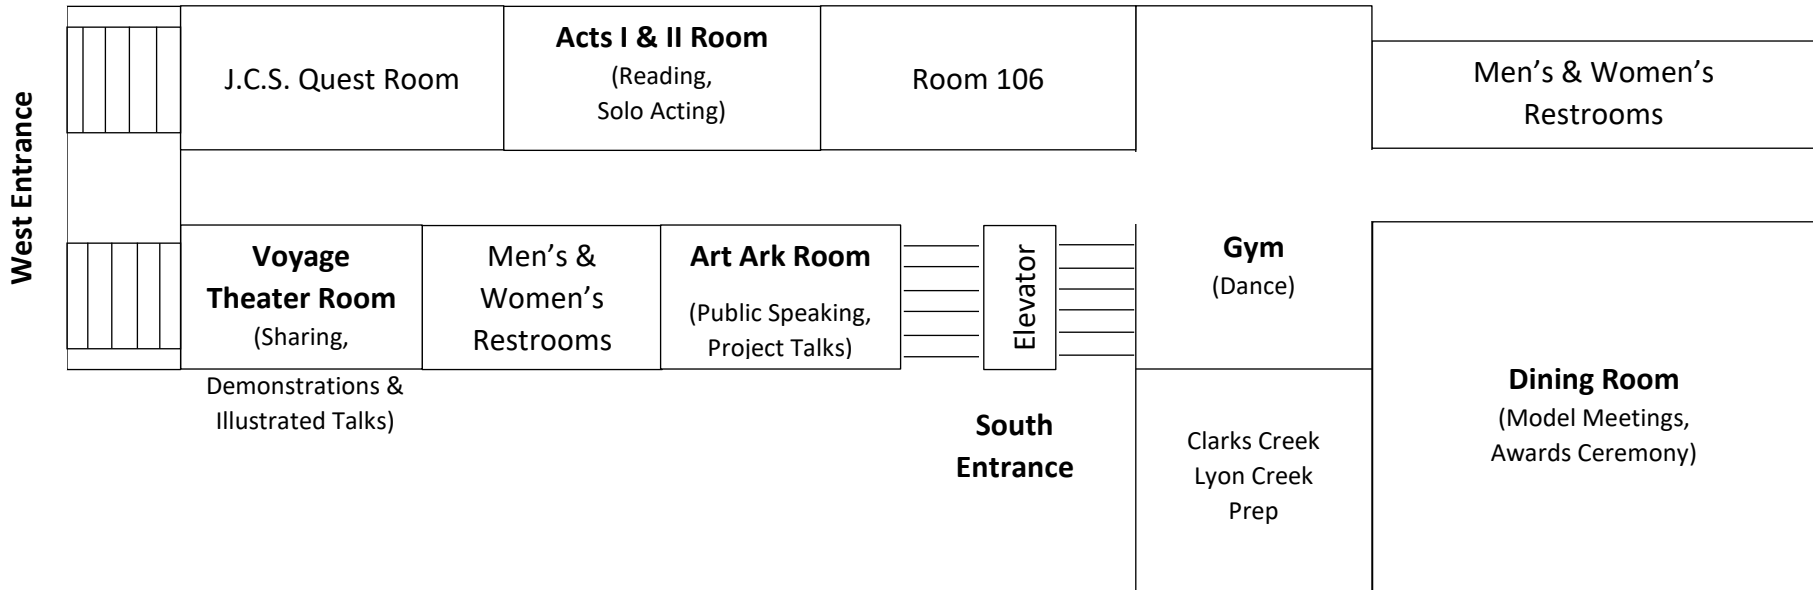 West Entrance
J.C.S. Quest Room
Acts I & II Room
(Reading,
Solo Acting)
Room 106
Men’s & Women’s
Restrooms
Voyage
Theater Room
(Sharing,
Demonstrations &
Illustrated Talks)
Men’s &
Women’s
Restrooms
Art Ark Room
(Public Speaking,
Project Talks)
Elevator
South
Entrance
Gym
(Dance)
Clarks Creek
Lyon Creek
Prep
Dining Room
(Model Meetings,
Awards Ceremony)